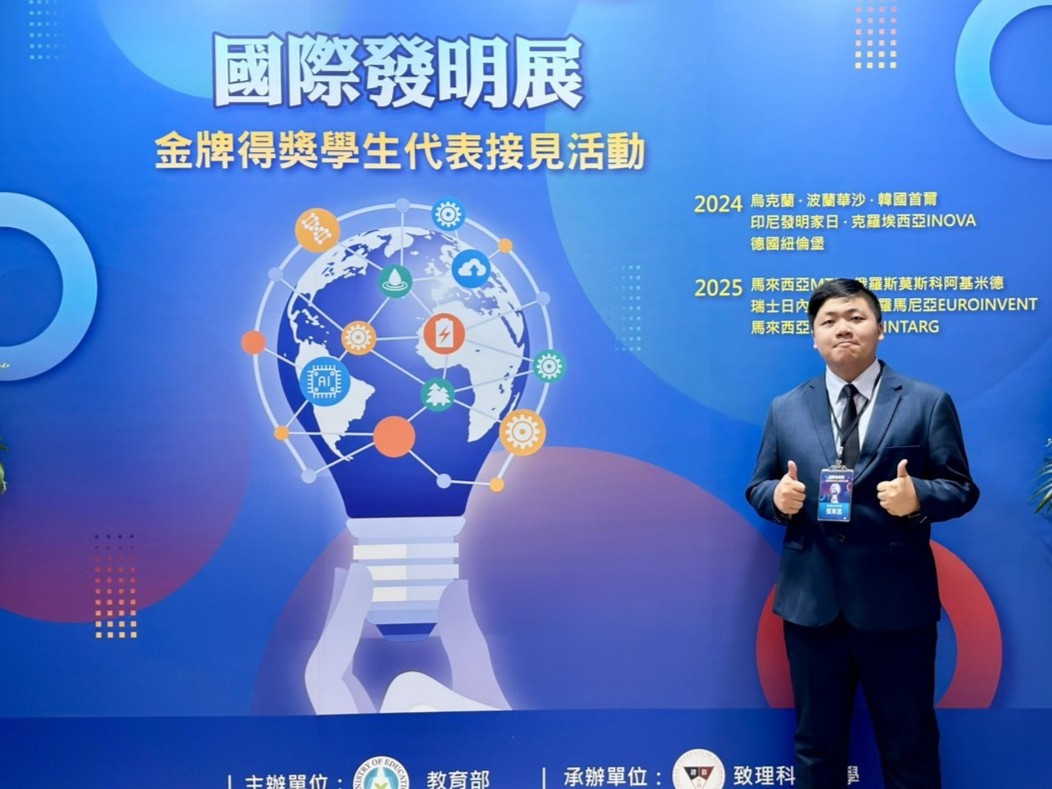 國際發明展
金牌得獎學生代表接見活動
2024 烏克蘭·波蘭華沙·韓國首爾
印尼發明家日·克羅埃西亞INOVA
德國紐倫堡
2025 馬來西亞 羅斯莫斯科阿基米德
瑞士日內 羅馬尼亞EUROINVENT
馬來西亞 INTARG
AI
主辦單位： 教育部
承辦單位： 致理科 學